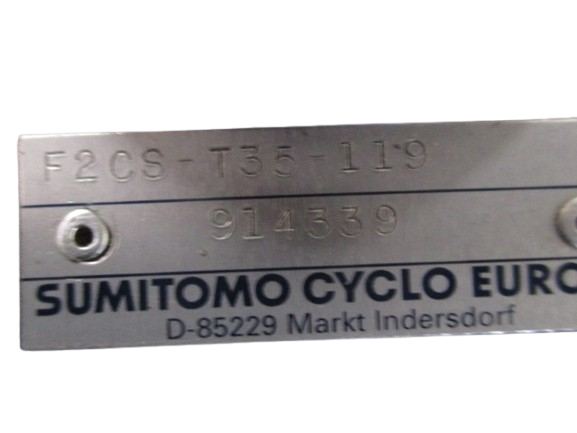 F2CS-T35-119
914339
SUMITOMO CYCLO EURO
D-85229 Markt Indersdorf